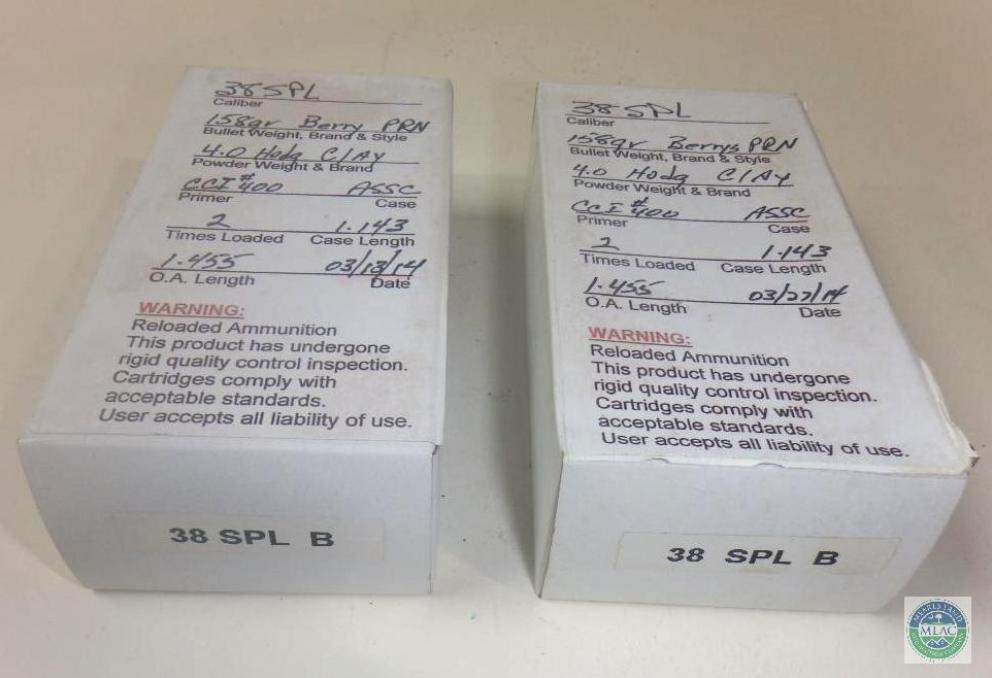 38 SPL
Caliber
158gr Berry PRN
Bullet Weight, Brand & Style
4.0 Hodg ClAy
Powder Weight & Brand
CCI #400 ASSC
Primer Case
2 1.143
Times Loaded Case Length
1.455 03/13/14
O.A. Length Date
WARNING:
Reloaded Ammunition
This product has undergone
rigid quality control inspection.
Cartridges comply with
acceptable standards.
User accepts all liability of use.
38 SPL B
38 SPL
Caliber
158gr Berrys PRN
Bullet Weight, Brand & Style
4.0 Hodg ClAy
Powder Weight & Brand
CCI #400 ASSC
Primer Case
2 1.143
Times Loaded Case Length
1.455 03/27/14
O.A. Length Date
WARNING:
Reloaded Ammunition
This product has undergone
rigid quality control inspection.
Cartridges comply with
acceptable standards.
User accepts all liability of use.
38 SPL B
MLAC